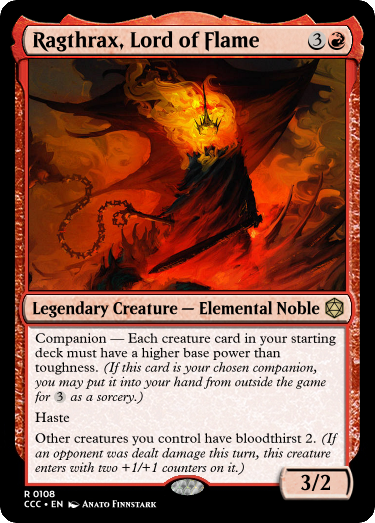 Ragthrax, Lord of Flame 3
Legendary Creature — Elemental Noble
Companion — Each creature card in your starting
deck must have a higher base power than
toughness. (If this card is your chosen companion,
you may put it into your hand from outside the game
for 3 as a sorcery.)
Haste
Other creatures you control have bloodthirst 2. (If
an opponent was dealt damage this turn, this creature
enters with two +1/+1 counters on it.)
3/2
R 0108
CCC • EN Anato Finnstark